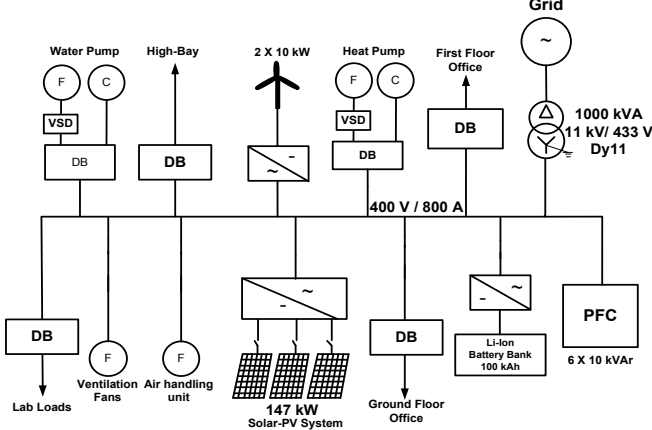 Grid
~
Water Pump
High-Bay
2 X 10 kW
Heat Pump
First Floor
Office
F
C
F
C
VSD
VSD
1000 kVA
11 kV/ 433 V
Dy11
DB
DB
-
~
DB
DB
400 V / 800 A
~
-
~
-
DB
F
F
DB
PFC
Li-Ion
Battery Bank
100 kAh
Ventilation
Fans
Air handling
unit
6 X 10 kVAr
Lab Loads
147 kW
Solar-PV System
Ground Floor
Office